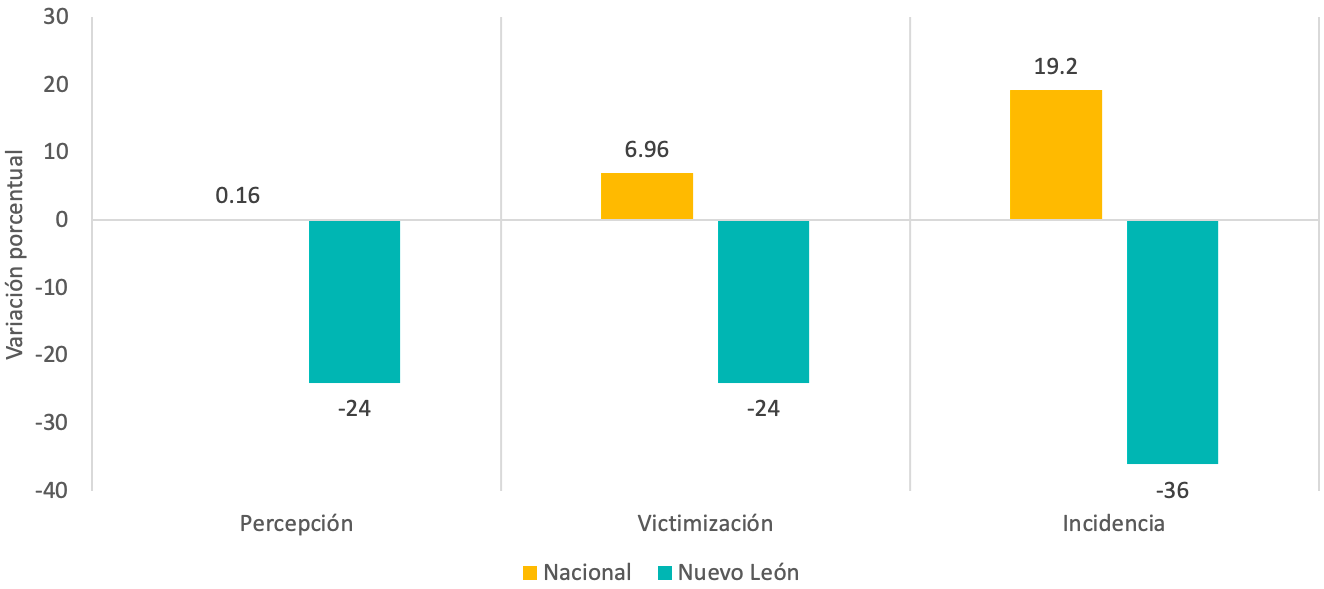 Variación porcentual
30
20
10
0
-10
-20
-30
-40
0.16
-24
6.96
-24
19.2
-36
Percepción
Victimización
Incidencia
Nacional
Nuevo León